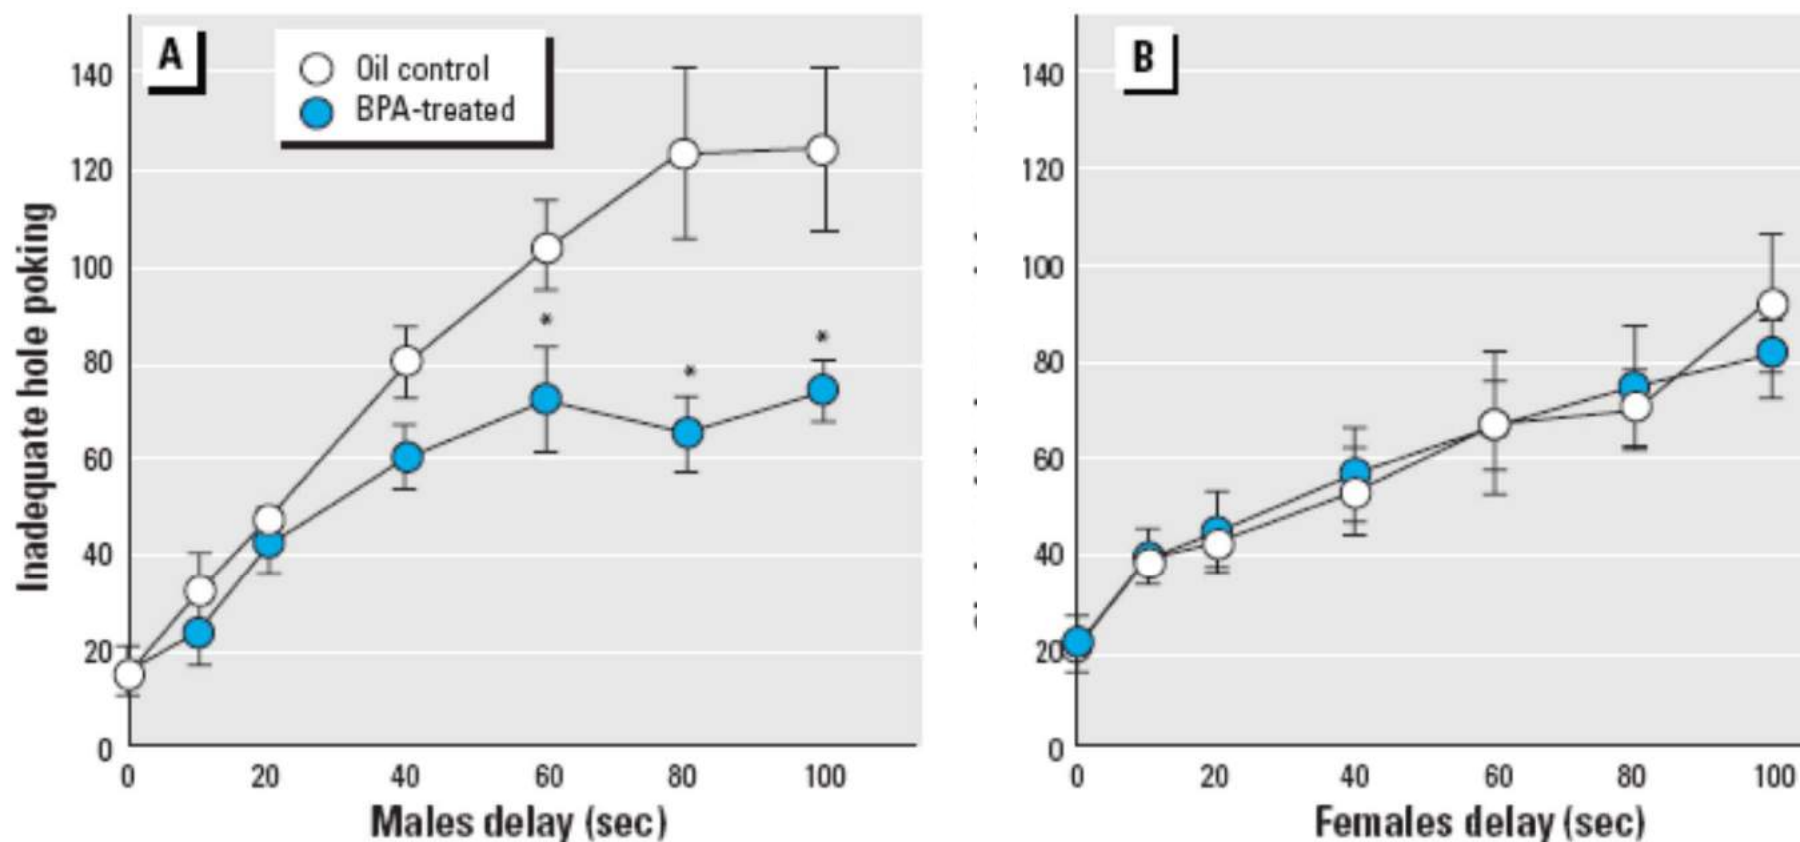 A
Oil control
BPA-treated
Inadequate hole poking
140
120
100
80
60
40
20
0
*
*
*
0 20 40 60 80 100
Males delay (sec)
B
140
120
100
80
60
40
20
0
0 20 40 60 80 100
Females delay (sec)